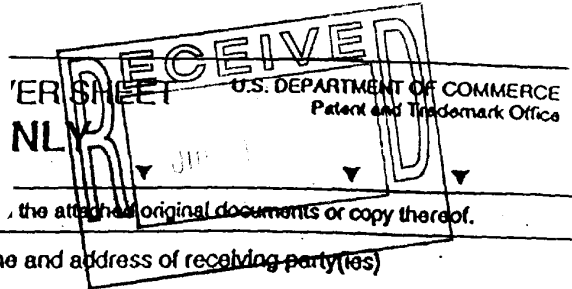 RECEIVED
'ER SHEET
U.S. DEPARTMENT OF COMMERCE
NLY
Patent and Trademark Office
the attached original documents or copy thereof.
e and address of receiving party(ies)